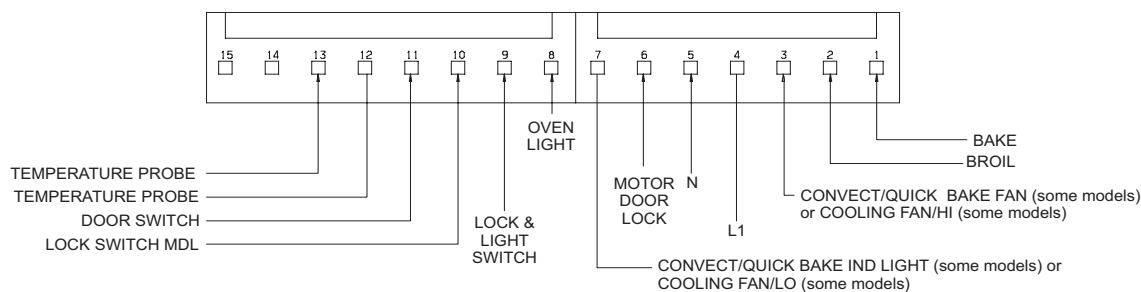 15 14 13 12 11 10 9 8 7 6 5 4 3 2 1
OVEN
LIGHT
BAKE
BROIL
TEMPERATURE PROBE
TEMPERATURE PROBE
DOOR SWITCH
LOCK SWITCH MDL
LOCK &
LIGHT
SWITCH
MOTOR
DOOR
LOCK
N
L1
CONVECT/QUICK BAKE FAN (some models)
or COOLING FAN/HI (some models)
CONVECT/QUICK BAKE IND LIGHT (some models) or
COOLING FAN/LO (some models)